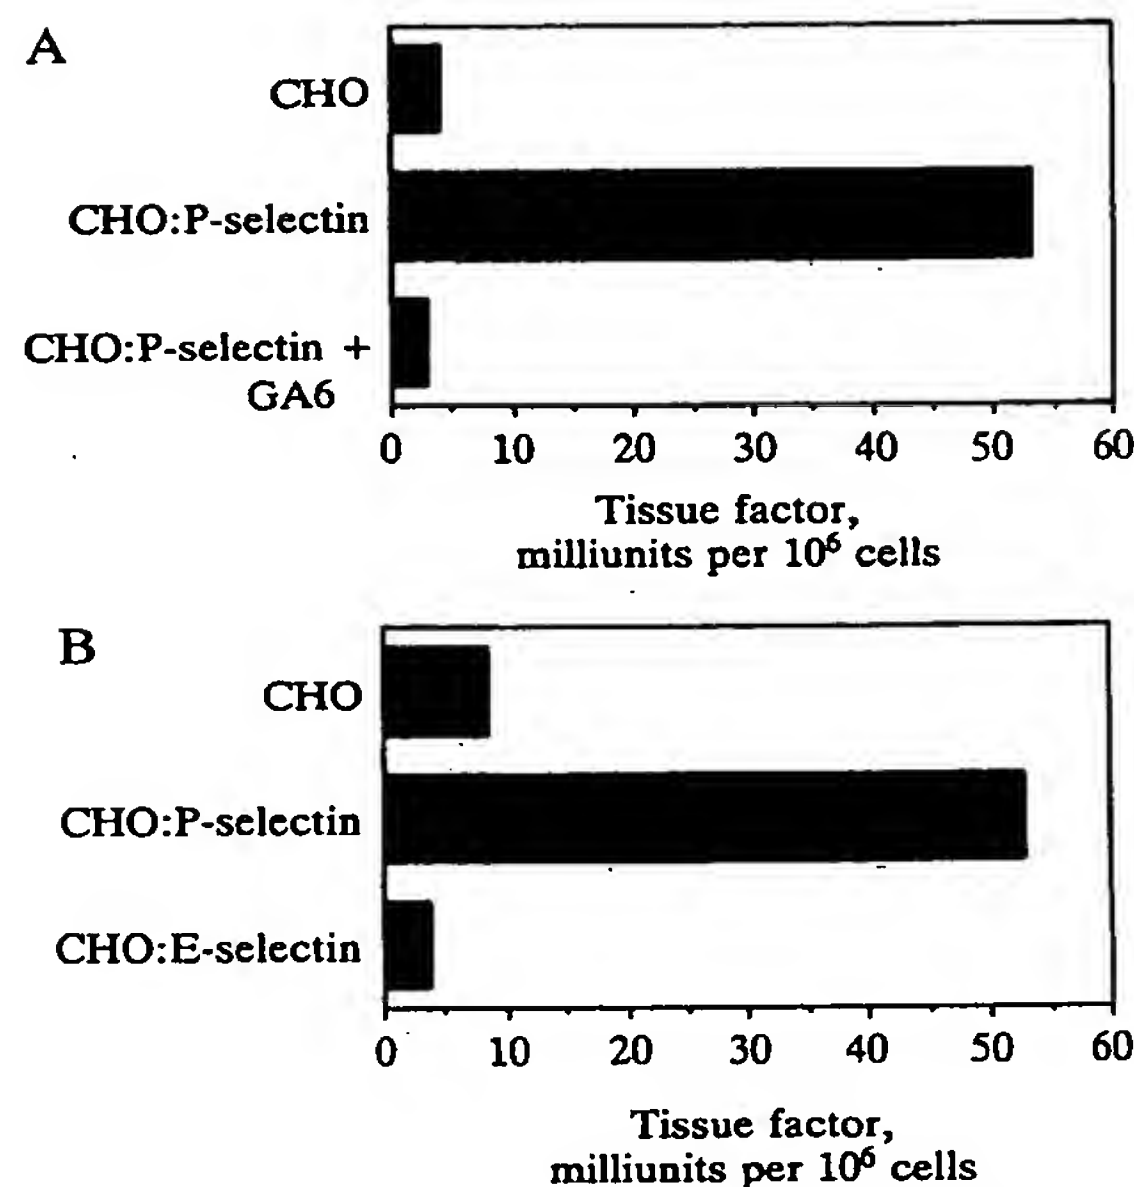 A
CHO
CHO:P-selectin
CHO:P-selectin +
GA6
0 10 20 30 40 50 60
Tissue factor,
milliunits per 10⁶ cells
B
CHO
CHO:P-selectin
CHO:E-selectin
0 10 20 30 40 50 60
Tissue factor,
milliunits per 10⁶ cells